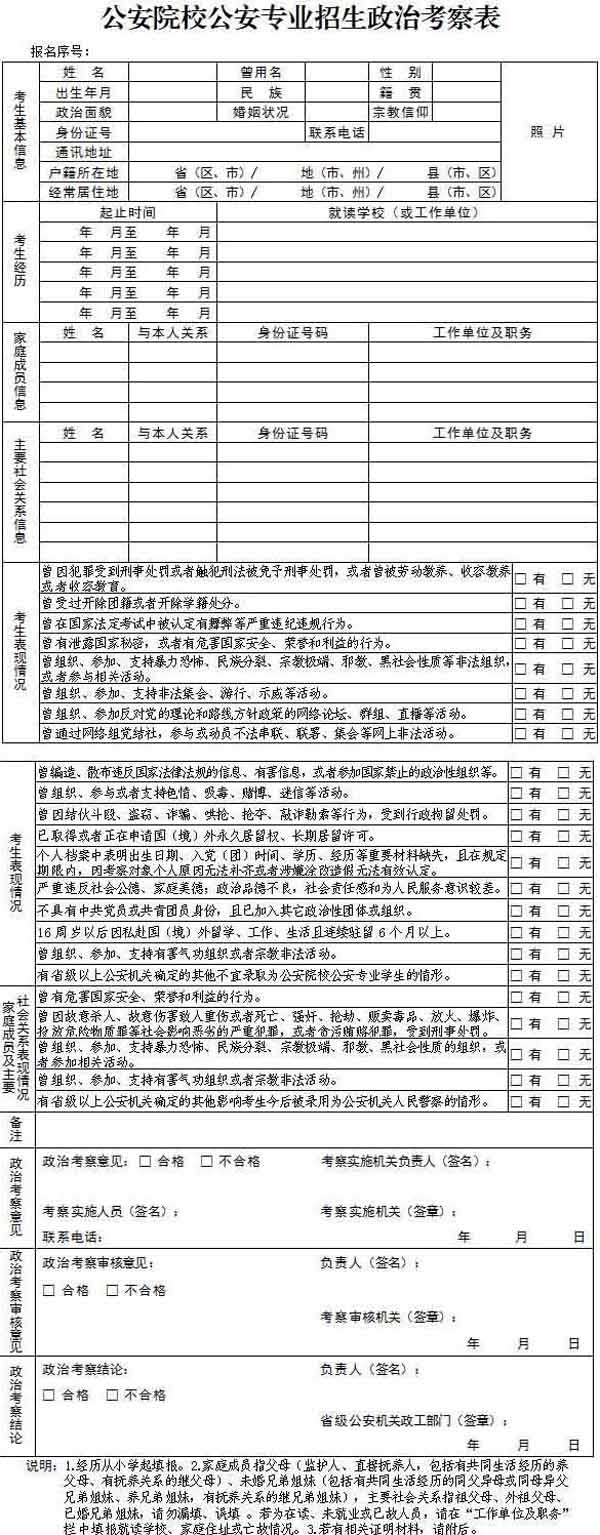 公安院校公安专业招生政治考察表
报名序号：
考生基本信息
姓 名 曾用名 性 别
出生年月 民 族 籍 贯
政治面貌 婚姻状况 宗教信仰
照 片
身份证号 联系电话
通讯地址
户籍所在地 省（区、市）/ 地（市、州）/ 县（市、区）
经常居住地 省（区、市）/ 地（市、州）/ 县（市、区）
考生经历
起止时间 就读学校（或工作单位）
年 月至 年 月
年 月至 年 月
年 月至 年 月
年 月至 年 月
年 月至 年 月
家庭成员信息
姓 名 与本人关系 身份证号码 工作单位及职务
主要社会关系信息
姓 名 与本人关系 身份证号码 工作单位及职务
考生表现情况
曾因犯罪受到刑事处罚或者触犯刑法被免予刑事处罚，或者曾被劳动教养、收容教养
或者收容教育。 □ 有 □ 无
曾受过开除团籍或者开除学籍处分。 □ 有 □ 无
曾在国家法定考试中被认定有舞弊等严重违纪违规行为。 □ 有 □ 无
曾有泄露国家秘密，或者有危害国家安全、荣誉和利益的行为。 □ 有 □ 无
曾组织、参加、支持暴力恐怖、民族分裂、宗教极端、邪教、黑社会性质等非法组织，
或者参与相关活动。 □ 有 □ 无
曾组织、参加、支持非法集会、游行、示威等活动。 □ 有 □ 无
曾组织、参加反对党的理论和路线方针政策的网络论坛、群组、直播等活动。 □ 有 □ 无
曾通过网络组党结社，参与或动员不法串联、联署、集会等网上非法活动。 □ 有 □ 无
考生表现情况
曾编造、散布违反国家法律法规的信息、有害信息，或者参加国家禁止的政治性组织等。 □ 有 □ 无
曾组织、参与或者支持色情、吸毒、赌博、迷信等活动。 □ 有 □ 无
曾因结伙斗殴、盗窃、诈骗、哄抢、抢夺、敲诈勒索等行为，受到行政拘留处罚。 □ 有 □ 无
已取得或者正在申请国（境）外永久居留权、长期居留许可。 □ 有 □ 无
个人档案中表明出生日期、入党（团）时间、学历、经历等重要材料缺失，且在规定
期限内，因考察对象个人原因无法补齐或者涉嫌涂改造假无法有效认定。 □ 有 □ 无
严重违反社会公德、家庭美德；政治品德不良，社会责任感和为人民服务意识较差。 □ 有 □ 无
不具有中共党员或共青团员身份，且已加入其它政治性团体或组织。 □ 有 □ 无
16 周岁以后因私赴国（境）外留学、工作、生活且连续驻留 6 个月以上。 □ 有 □ 无
曾组织、参加、支持有害气功组织或者宗教非法活动。 □ 有 □ 无
有省级以上公安机关确定的其他不宜录取为公安院校公安专业学生的情形。 □ 有 □ 无
家庭成员及主要社会关系表现情况
曾有危害国家安全、荣誉和利益的行为。 □ 有 □ 无
曾因故意杀人、故意伤害致人重伤或者死亡、强奸、抢劫、贩卖毒品、放火、爆炸、
投放危险物质罪等社会影响恶劣的严重犯罪，或者贪污贿赂犯罪，受到刑事处罚。 □ 有 □ 无
曾组织、参加、支持暴力恐怖、民族分裂、宗教极端、邪教、黑社会性质的组织，或
者参加相关活动。 □ 有 □ 无
曾组织、参加、支持有害气功组织或者宗教非法活动。 □ 有 □ 无
有省级以上公安机关确定的其他影响考生今后被录用为公安机关人民警察的情形。 □ 有 □ 无
备注
政治考察意见
政治考察意见：□ 合格 □ 不合格 考察实施机关负责人（签名）：
考察实施人员（签名）： 考察实施机关（签章）：
联系电话： 年 月 日
政治考察审核意见
政治考察审核意见： 负责人（签名）：
□ 合格 □ 不合格
考察审核机关（签章）：
年 月 日
政治考察结论
政治考察结论： 负责人（签名）：
□ 合格 □ 不合格
省级公安机关政工部门（签章）：
年 月 日
说明：1.经历从小学起填报。2.家庭成员指父母（监护人、直接抚养人，包括有共同生活经历的养
父母、有抚养关系的继父母）、未婚兄弟姐妹（包括有共同生活经历的同父异母或同母异父
兄弟姐妹、养兄弟姐妹，有抚养关系的继兄弟姐妹），主要社会关系指祖父母、外祖父母、
已婚兄弟姐妹，请勿漏填、误填 。若为在读、未就业或已故人员，请在“工作单位及职务”
栏中填报就读学校、家庭住址或亡故情况。3.若有相关证明材料，请附后。